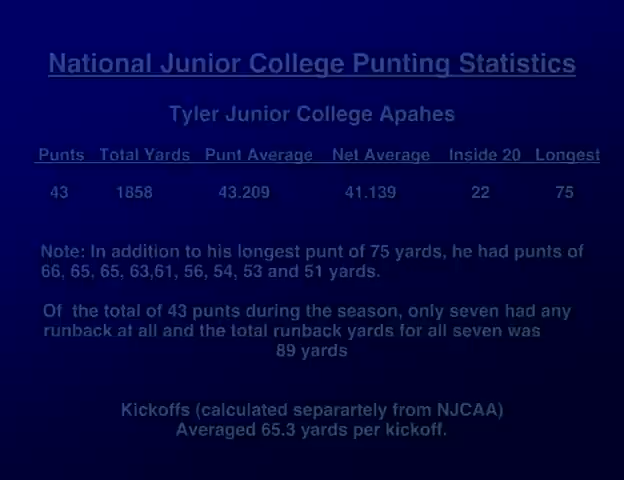 National Junior College Punting Statistics
Tyler Junior College Apahes
Punts Total Yards Punt Average Net Average Inside 20 Longest
43 1858 43.209 41.139 22 75
Note: In addition to his longest punt of 75 yards, he had punts of
66, 65, 65, 63,61, 56, 54, 53 and 51 yards.
Of the total of 43 punts during the season, only seven had any
runback at all and the total runback yards for all seven was
89 yards
Kickoffs (calculated separartely from NJCAA)
Averaged 65.3 yards per kickoff.